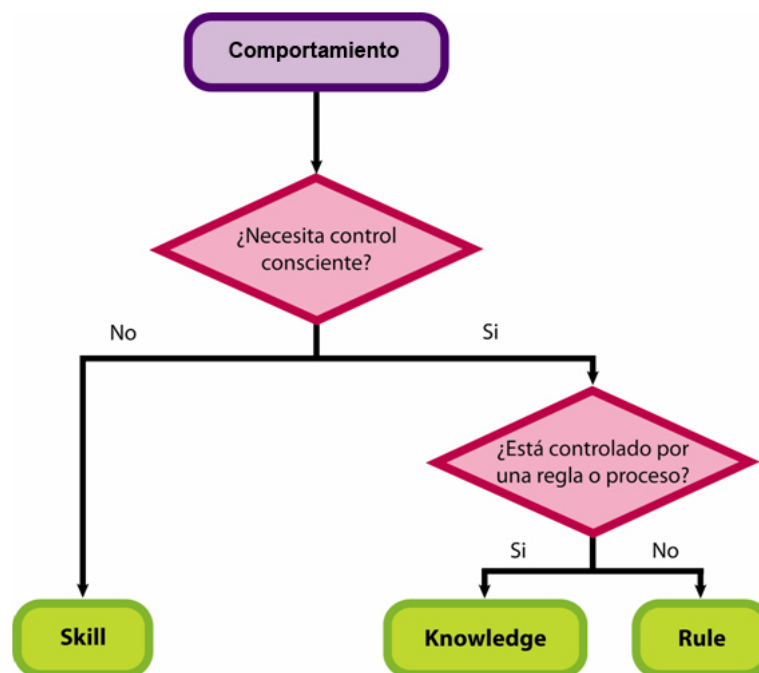 Comportamiento
¿Necesita control
consciente?
No
Si
¿Está controlado por
una regla o proceso?
Si
No
Skill
Knowledge
Rule